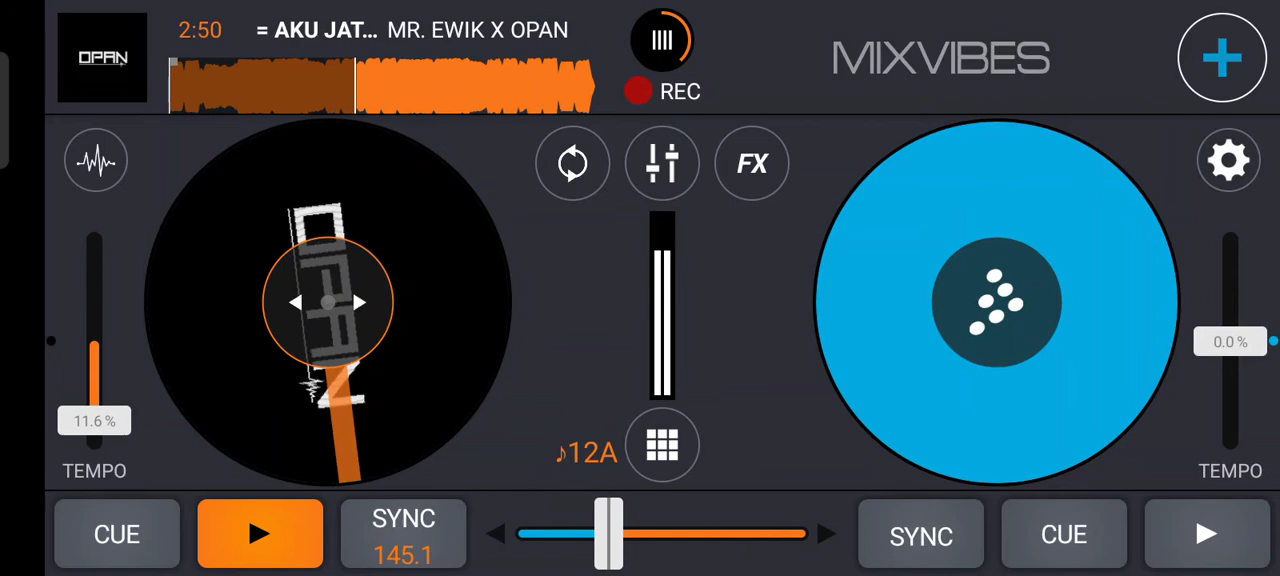 OPAN
2:50
= AKU JAT... MR. EWIK X OPAN
REC
MIXVIBES
FX
OPAN
11.6 %
0.0 %
TEMPO
♪12A
TEMPO
CUE
SYNC
145.1
SYNC
CUE